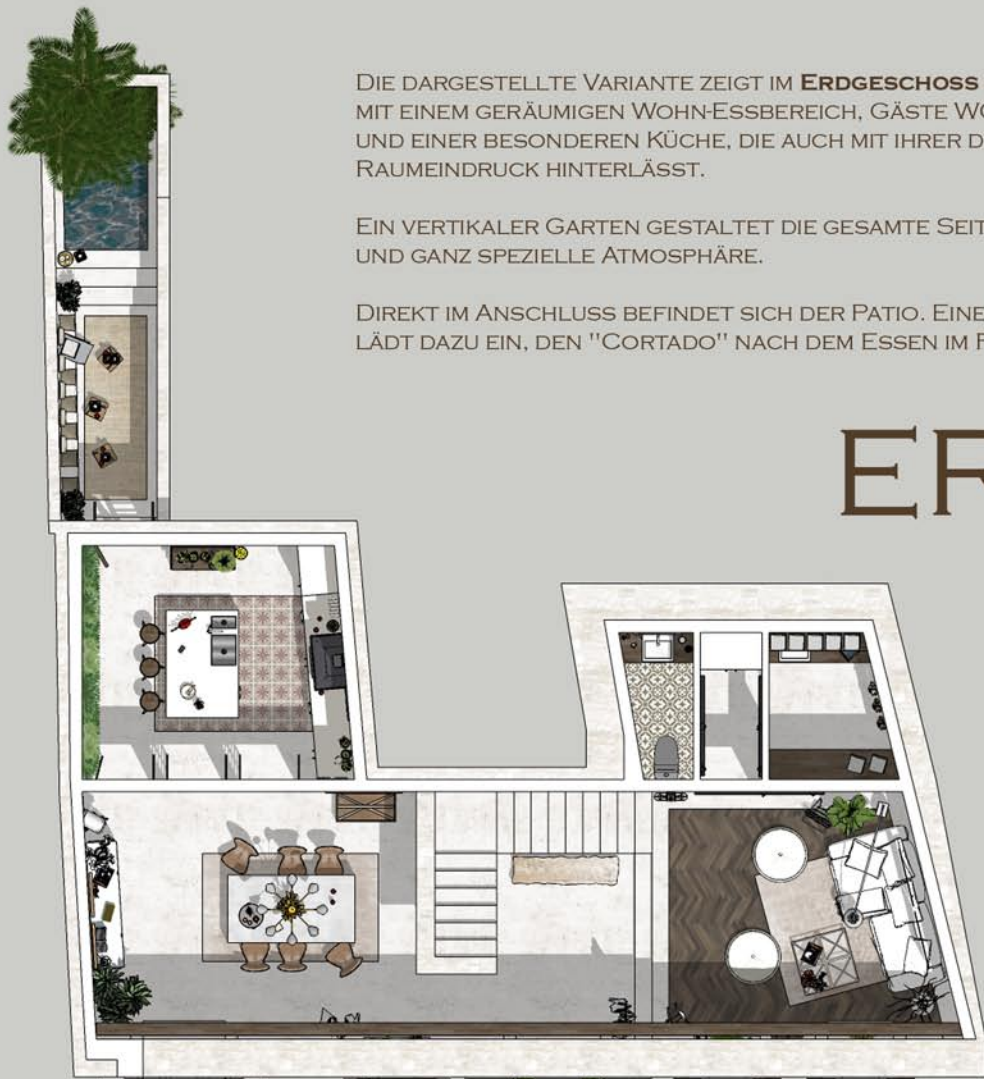 DIE DARGESTELLTE VARIANTE ZEIGT IM ERDGESCHOSS
MIT EINEM GERÄUMIGEN WOHN-ESSBEREICH, GÄSTE
UND EINER BESONDEREN KÜCHE, DIE AUCH MIT IHRER
RAUMEINDRUCK HINTERLÄSST.
EIN VERTIKALER GARTEN GESTALTET DIE GESAMTE
UND GANZ SPEZIELLE ATMOSPHÄRE.
DIREKT IM ANSCHLUSS BEFINDET SICH DER PATIO. EINE
LÄDT DAZU EIN, DEN "CORTADO" NACH DEM ESSEN IM